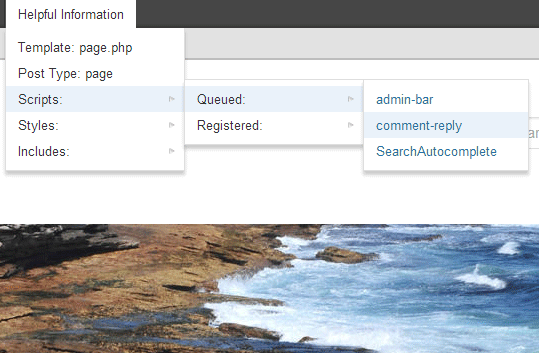 Helpful Information
Template: page.php
Post Type: page
Scripts:
Queued:
admin-bar
Styles:
Registered:
comment-reply
Includes:
SearchAutocomplete